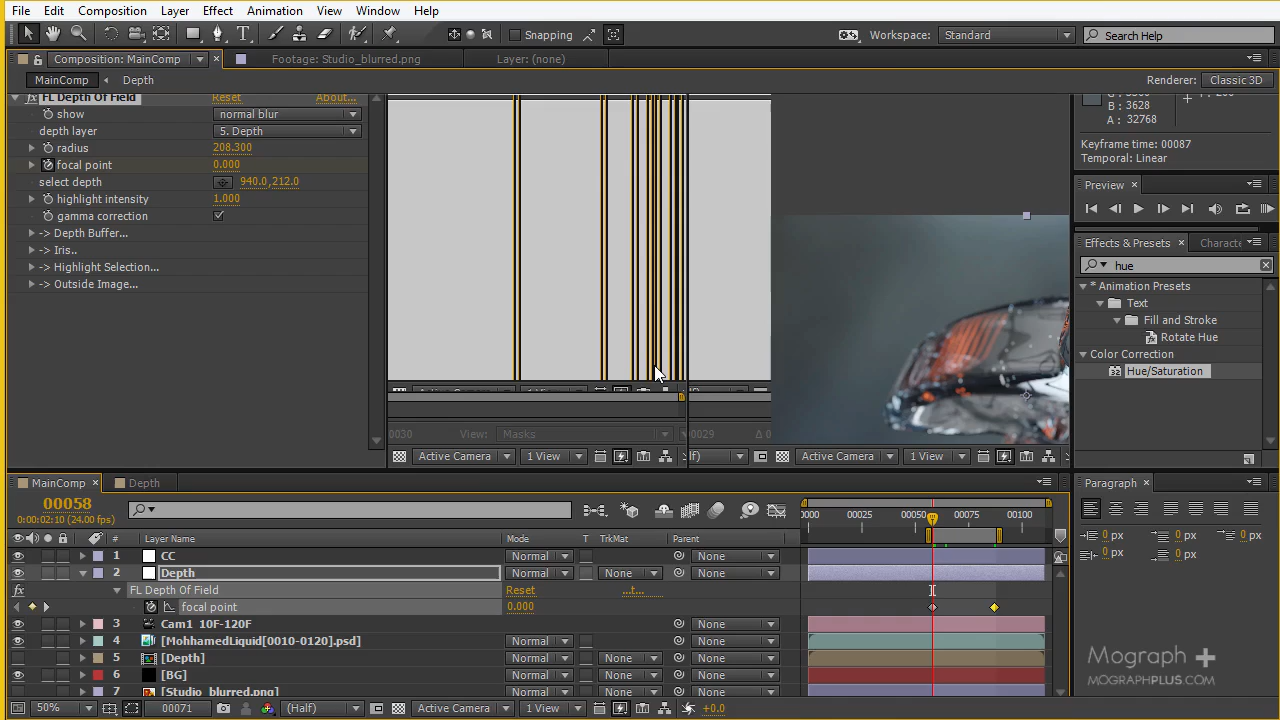 File Edit Composition Layer Effect Animation View Window Help
Snapping Workspace: Standard Search Help
Composition: MainComp Footage: Studio_blurred.png Layer: (none)
MainComp Depth Renderer: Classic 3D
FL Depth Of Field Reset About...
show normal blur
depth layer 5. Depth
radius 208.300
focal point 0.000
select depth 940.0,212.0
highlight intensity 1.000
gamma correction
-> Depth Buffer...
-> Iris..
-> Highlight Selection...
-> Outside Image...
B: 3628
A: 32768
Keyframe time: 00087
Temporal: Linear
Preview
Effects & Presets Characte
hue
* Animation Presets
Text
Fill and Stroke
Rotate Hue
Color Correction
Hue/Saturation
0030 View: Masks 00029 Δ 0
Active Camera 1 View alf) Active Camera 1 View
MainComp Depth
00058
0:00:02:10 (24.00 fps)
0000 00050 00075 00100
# Layer Name Mode T TrkMat Parent
1 CC Normal None
2 Depth Normal None None
fx FL Depth Of Field Reset ...t...
focal point 0.000
3 Cam1 10F-120F None
4 [MohhamedLiquid[0010-0120].psd] Normal None
5 [Depth] Normal None None
6 [BG] Normal None None
7 [Studio_blurred.png] Normal None None
50% 00071 (Half) Active Camera 1 View +0.0
Paragraph
0 px 0 px 0 px
0 px 0 px
Mograph +
MOGRAPHPLUS.COM